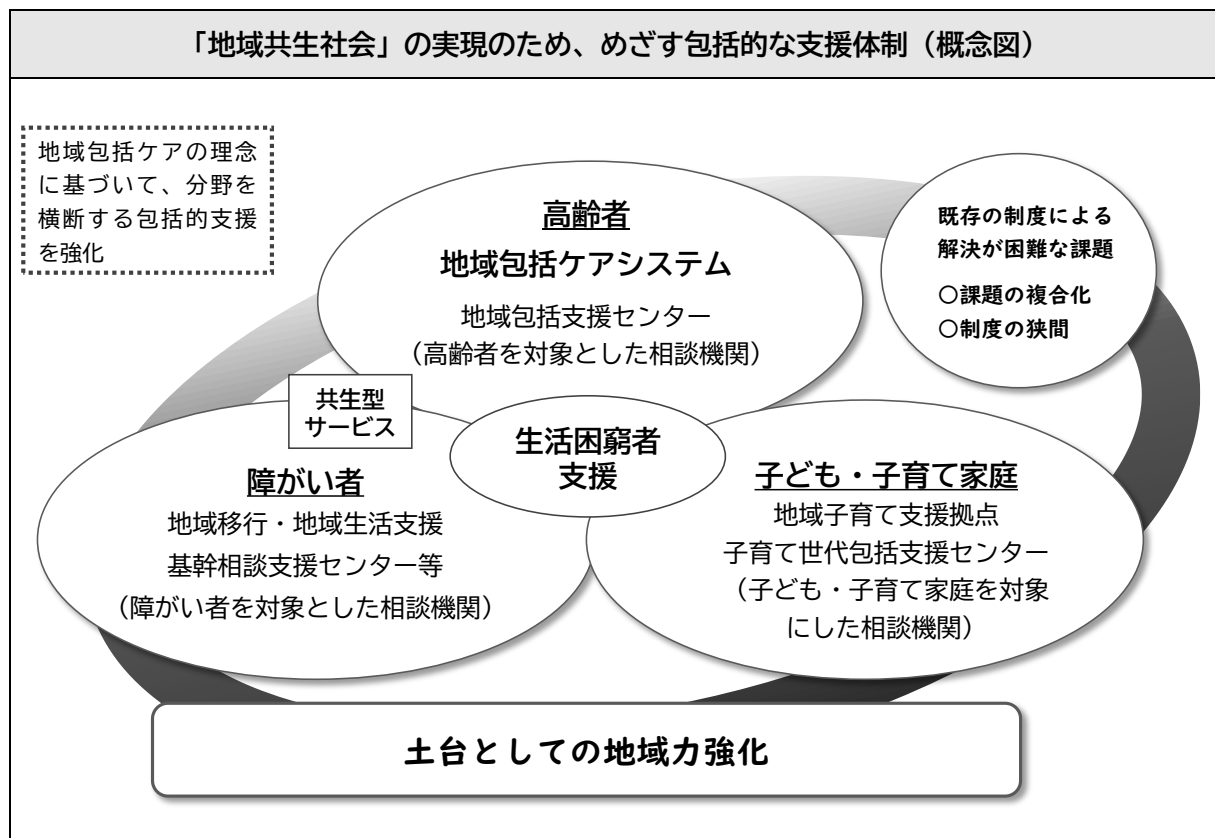 「地域共生社会」の実現のため、めざす包括的な支援体制（概念図）
地域包括ケアの理念
に基づいて、分野を
横断する包括的支援
を強化
高齢者
地域包括ケアシステム
地域包括支援センター
（高齢者を対象とした相談機関）
既存の制度による
解決が困難な課題
〇課題の複合化
〇制度の狭間
共生型
サービス
生活困窮者
支援
障がい者
地域移行・地域生活支援
基幹相談支援センター等
（障がい者を対象とした相談機関）
子ども・子育て家庭
地域子育て支援拠点
子育て世代包括支援センター
（子ども・子育て家庭を対象
にした相談機関）
土台としての地域力強化